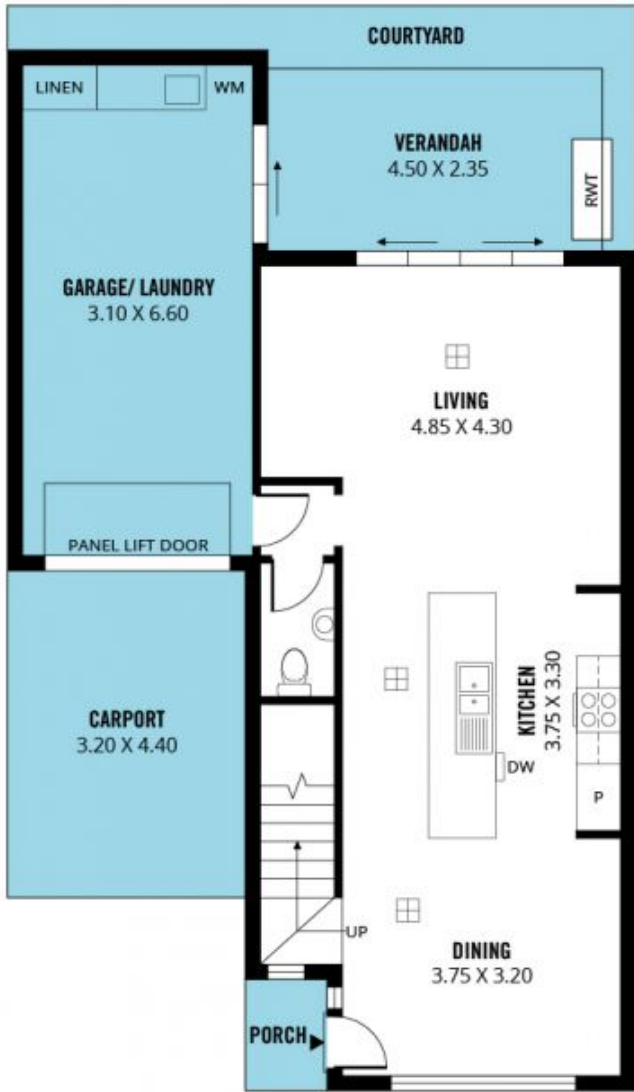 COURTYARD
LINEN
WM
VERANDAH
4.50 X 2.35
RWT
GARAGE/ LAUNDRY
3.10 X 6.60
LIVING
4.85 X 4.30
PANEL LIFT DOOR
CARPORT
3.20 X 4.40
KITCHEN
3.75 X 3.30
DW
P
UP
DINING
3.75 X 3.20
PORCH